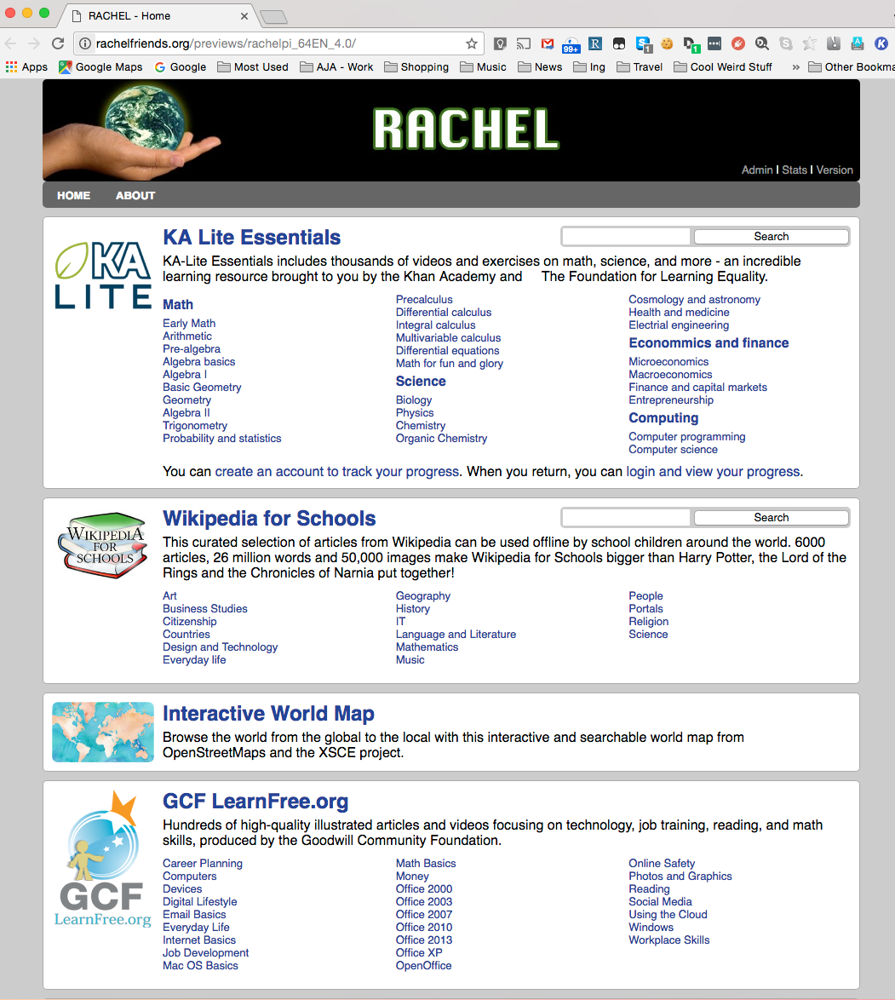 RACHEL - Home
rachelfriends.org/previews/rachelpi_64EN_4.0/
99+
R
1
1
K
Apps Google Maps Google Most Used AJA - Work Shopping Music News Ing Travel Cool Weird Stuff » Other Bookma
RACHEL
Admin | Stats | Version
HOME ABOUT
KA LITE
KA Lite Essentials
Search
KA-Lite Essentials includes thousands of videos and exercises on math, science, and more - an incredible
learning resource brought to you by the Khan Academy and The Foundation for Learning Equality.
Math
Early Math
Arithmetic
Pre-algebra
Algebra basics
Algebra I
Basic Geometry
Geometry
Algebra II
Trigonometry
Probability and statistics
Precalculus
Differential calculus
Integral calculus
Multivariable calculus
Differential equations
Math for fun and glory
Science
Biology
Physics
Chemistry
Organic Chemistry
Cosmology and astronomy
Health and medicine
Electrial engineering
Econommics and finance
Microeconomics
Macroeconomics
Finance and capital markets
Entrepreneurship
Computing
Computer programming
Computer science
You can create an account to track your progress. When you return, you can login and view your progress.
WIKIPEDIA
FOR
SCHOOLS
Wikipedia for Schools
Search
This curated selection of articles from Wikipedia can be used offline by school children around the world. 6000
articles, 26 million words and 50,000 images make Wikipedia for Schools bigger than Harry Potter, the Lord of the
Rings and the Chronicles of Narnia put together!
Art
Business Studies
Citizenship
Countries
Design and Technology
Everyday life
Geography
History
IT
Language and Literature
Mathematics
Music
People
Portals
Religion
Science
Interactive World Map
Browse the world from the global to the local with this interactive and searchable world map from
OpenStreetMaps and the XSCE project.
GCF
LearnFree.org
GCF LearnFree.org
Hundreds of high-quality illustrated articles and videos focusing on technology, job training, reading, and math
skills, produced by the Goodwill Community Foundation.
Career Planning
Computers
Devices
Digital Lifestyle
Email Basics
Everyday Life
Internet Basics
Job Development
Mac OS Basics
Math Basics
Money
Office 2000
Office 2003
Office 2007
Office 2010
Office 2013
Office XP
OpenOffice
Online Safety
Photos and Graphics
Reading
Social Media
Using the Cloud
Windows
Workplace Skills